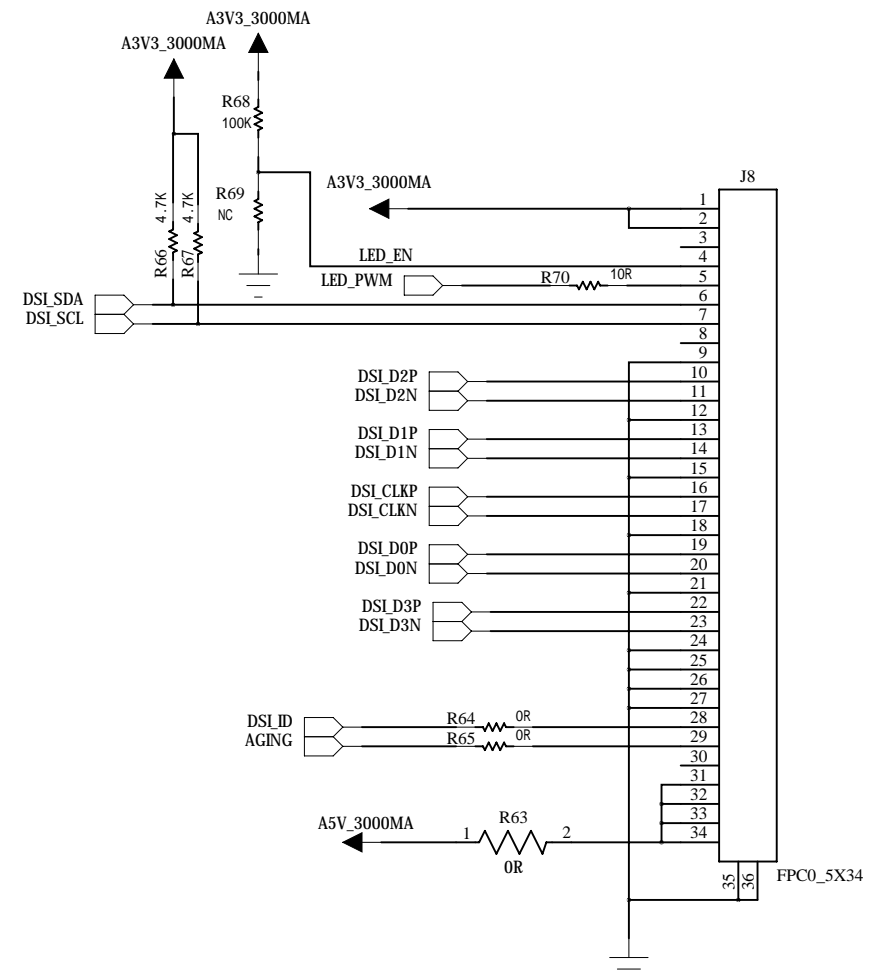 A3V3_3000MA
A3V3_3000MA
R68
100K
R69
NC
4.7K
4.7K
R66
R67
A3V3_3000MA
J8
1
2
3
LED_EN
4
LED_PWM
R70
10R
5
DSI_SDA
6
DSI_SCL
7
8
9
DSI_D2P
10
DSI_D2N
11
12
DSI_D1P
13
DSI_D1N
14
15
DSI_CLKP
16
DSI_CLKN
17
18
DSI_D0P
19
DSI_D0N
20
21
DSI_D3P
22
DSI_D3N
23
24
25
26
27
DSI_ID
R64
0R
28
AGING
R65
0R
29
30
31
32
33
A5V_3000MA
1
R63
2
0R
34
35
36
FPC0_5X34